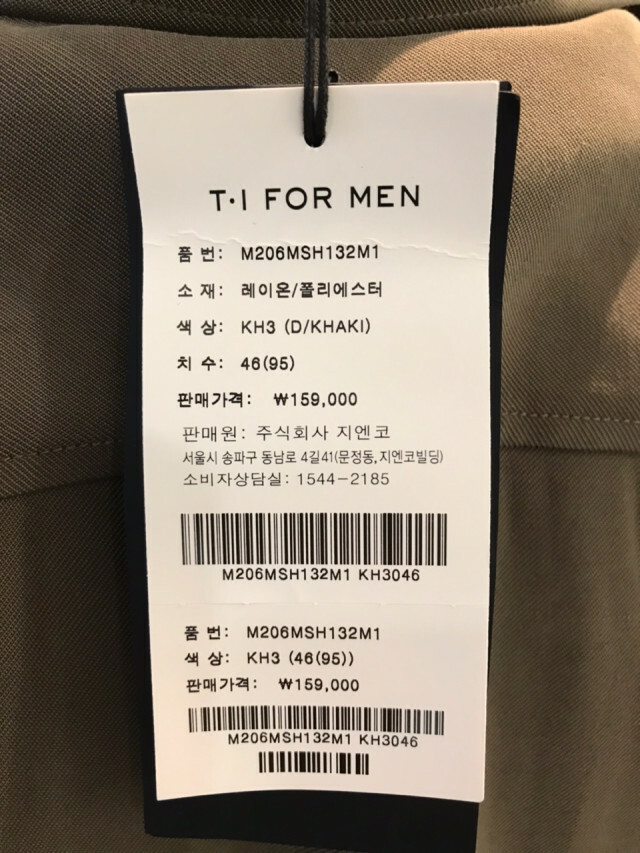 T·I FOR MEN
품 번: M206MSH132M1
소 재: 레이온/폴리에스터
색 상: KH3 (D/KHAKI)
치 수: 46(95)
판매가격: ₩159,000
판매원: 주식회사 지엔코
서울시 송파구 동남로 4길41(문정동, 지엔코빌딩)
소비자상담실: 1544-2185
M206MSH132M1 KH3046
품 번: M206MSH132M1
색 상: KH3 (46(95))
판매가격: ₩159,000
M206MSH132M1 KH3046